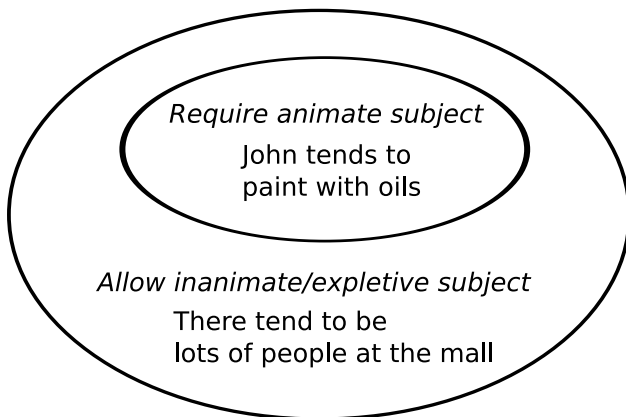 Require animate subject
John tends to
paint with oils
Allow inanimate/expletive subject
There tend to be
lots of people at the mall